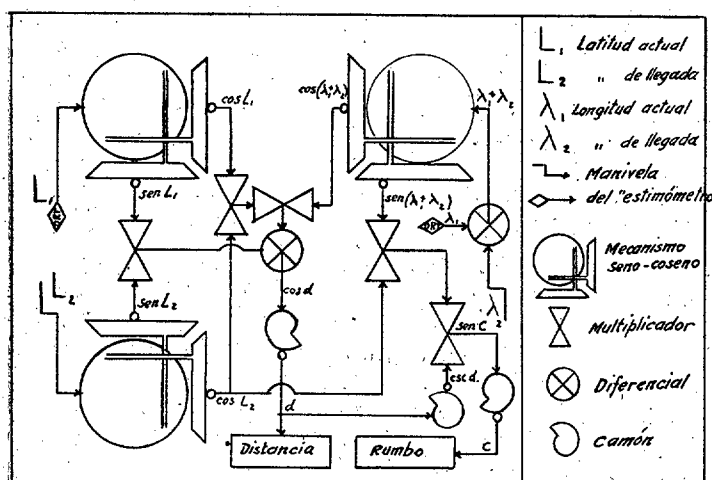 cos L₁
cos(λ₁+λ₂)
λ₁+λ₂
L₁
sen L₁
sen(λ₁+λ₂)
λ₁
L₂
sen L₂
cos d
λ₂
sen C
csc d
cos L₂
d
C
Distancia
Rumbo
L₁ Latitud actual
L₂ " de llegada
λ₁ Longitud actual
λ₂ " de llegada
Manivela
del "estimómetro
Mecanismo
seno-coseno
Multiplicador
Diferencial
Camón